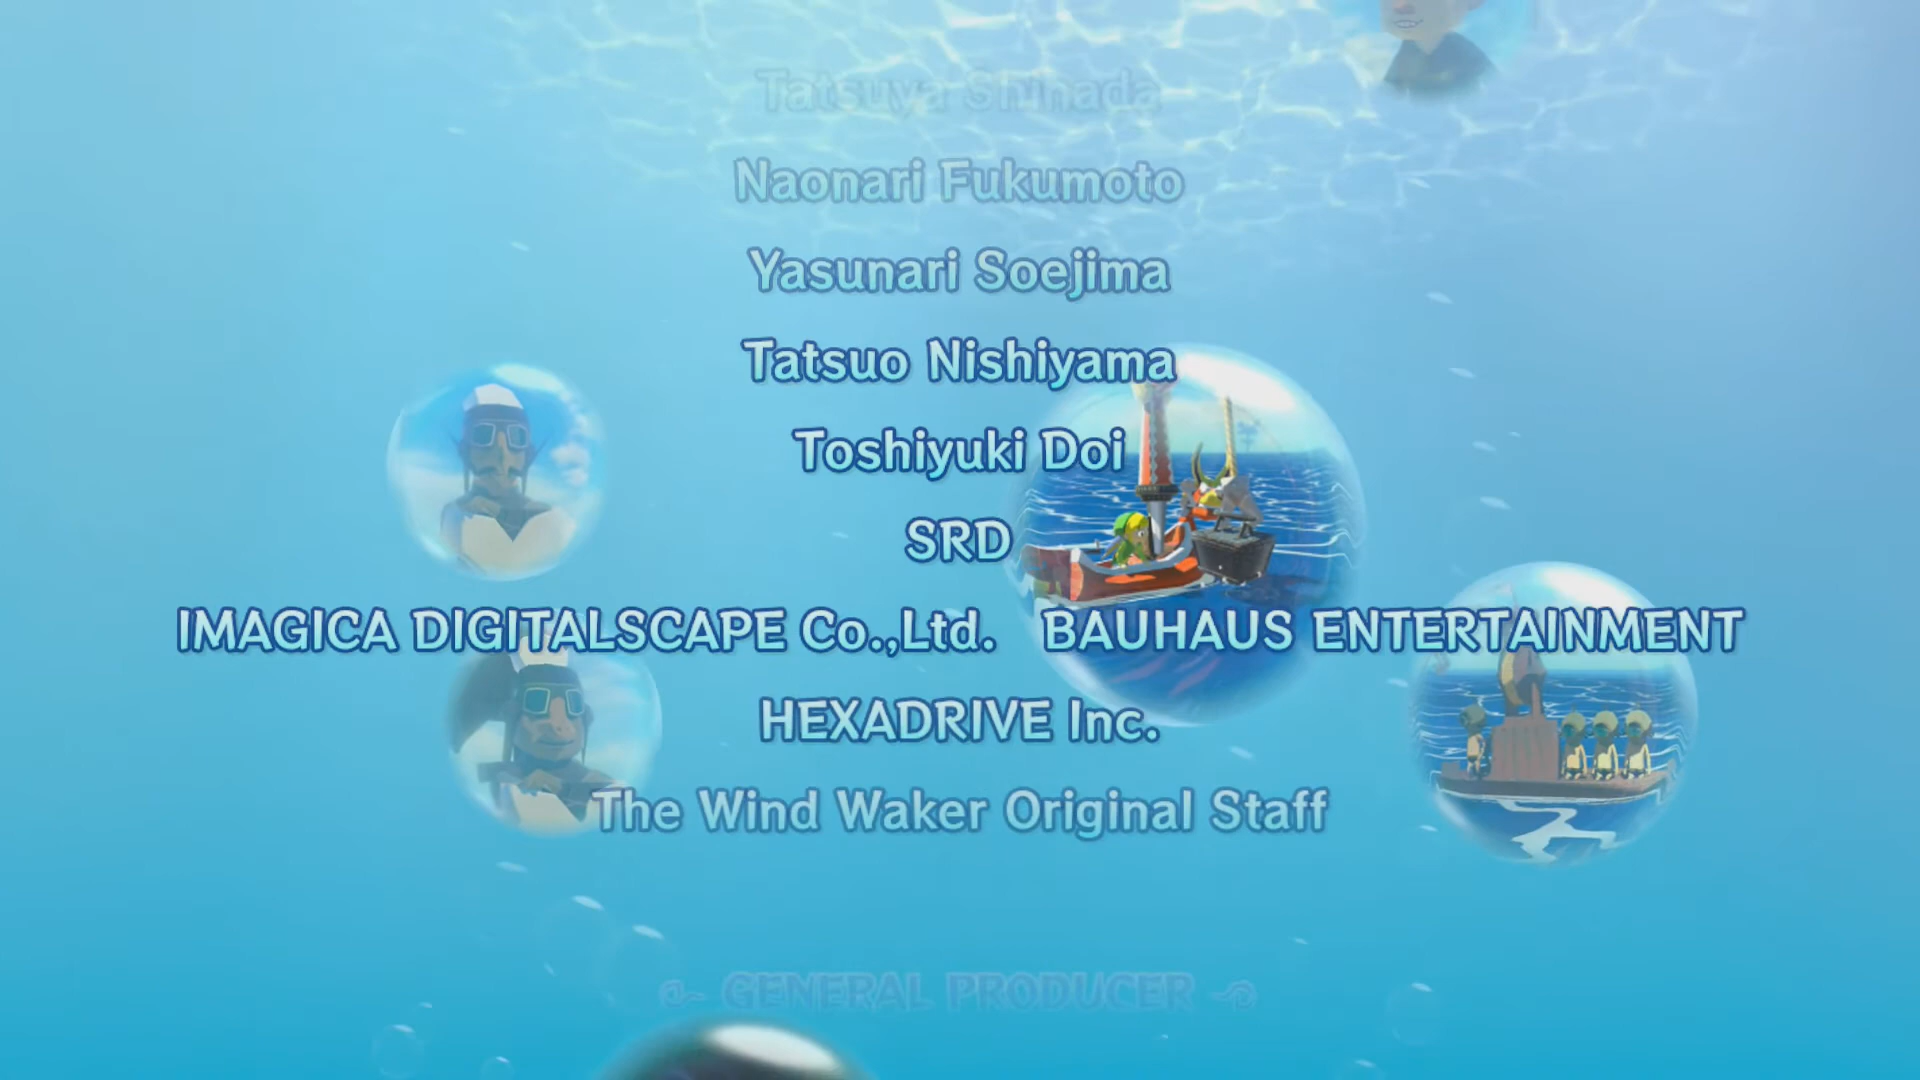 Tatsuya Shinada
Naonari Fukumoto
Yasunari Soejima
Tatsuo Nishiyama
Toshiyuki Doi
SRD
IMAGICA DIGITALSCAPE Co.,Ltd. BAUHAUS ENTERTAINMENT
HEXADRIVE Inc.
The Wind Waker Original Staff
GENERAL PRODUCER